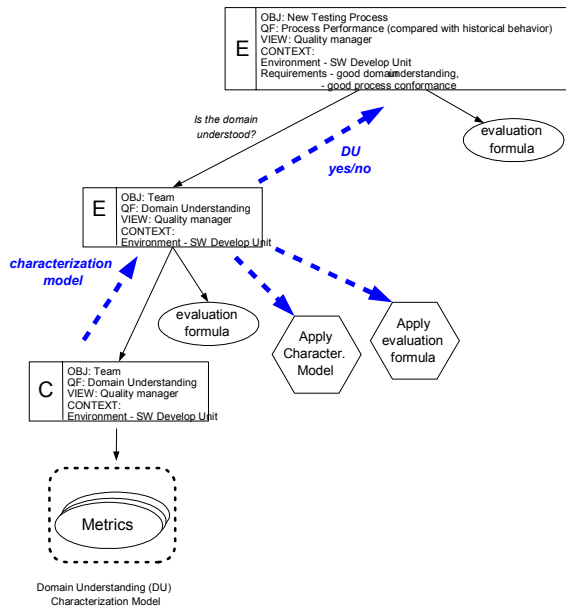 E
OBJ: New Testing Process
QF: Process Performance (compared with historical behavior)
VIEW: Quality manager
CONTEXT:
Environment - SW Develop Unit
Requirements - good domain understanding,
- good process conformance
Is the domain
understood?
evaluation
formula
DU
yes/no
E
OBJ: Team
QF: Domain Understanding
VIEW: Quality manager
CONTEXT:
Environment - SW Develop Unit
characterization
model
evaluation
formula
Apply
Character.
Model
Apply
evaluation
formula
C
OBJ: Team
QF: Domain Understanding
VIEW: Quality manager
CONTEXT:
Environment - SW Develop Unit
Metrics
Domain Understanding (DU)
Characterization Model